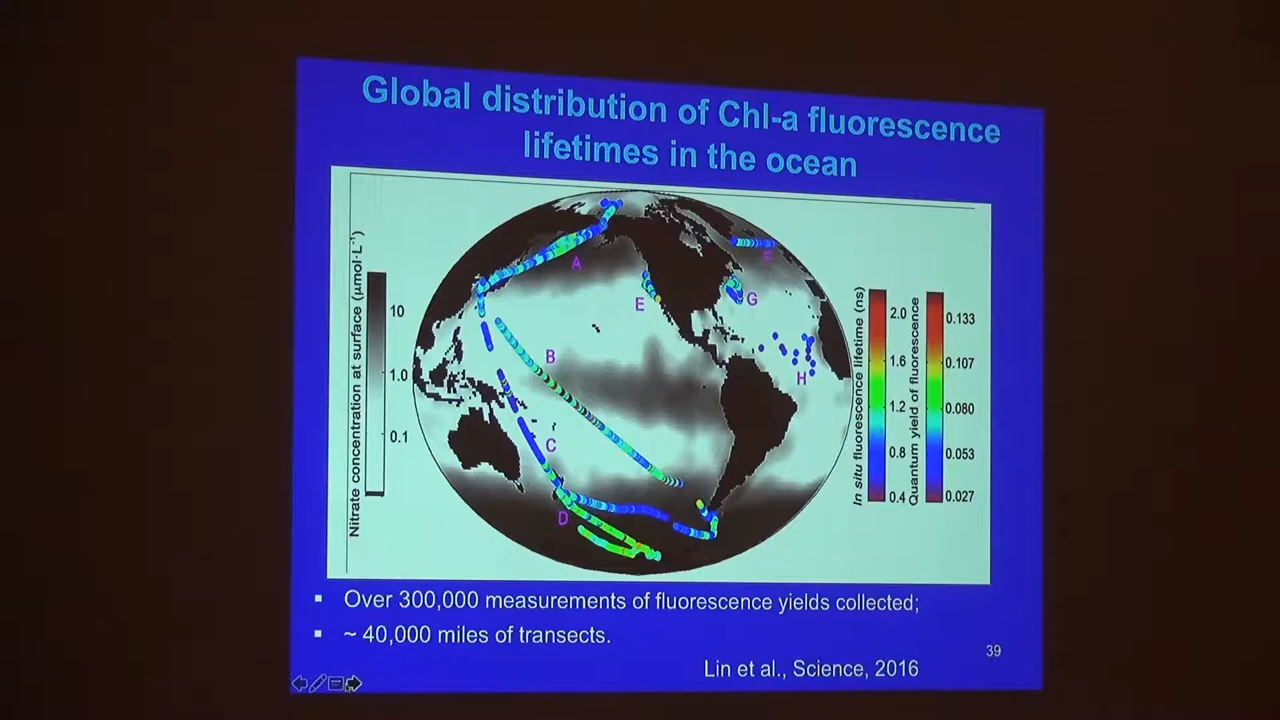 Global distribution of Chl-a fluorescence
lifetimes in the ocean
Nitrate concentration at surface (μmol·L⁻¹)
10
1.0
0.1
A
B
C
D
E
F
G
H
In situ fluorescence lifetime (ns)
2.0
1.6
1.2
0.8
0.4
Quantum yield of fluorescence
0.133
0.107
0.080
0.053
0.027
▪ Over 300,000 measurements of fluorescence yields collected;
▪ ~ 40,000 miles of transects.
39
Lin et al., Science, 2016